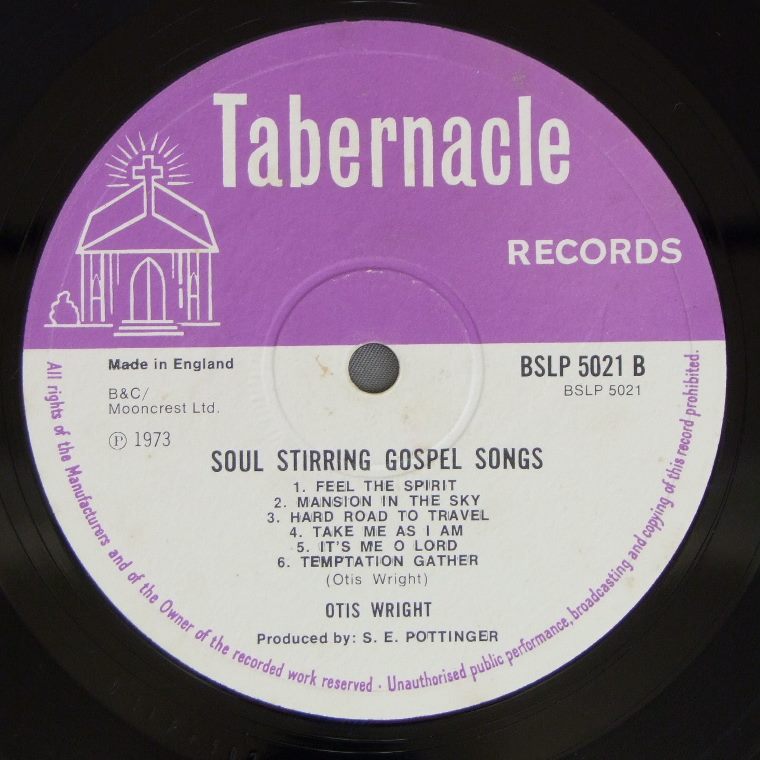 Tabernacle
RECORDS
Made in England
BSLP 5021 B
B&C/
BSLP 5021
Mooncrest Ltd.
Ⓟ 1973
SOUL STIRRING GOSPEL SONGS
1. FEEL THE SPIRIT
2. MANSION IN THE SKY
3. HARD ROAD TO TRAVEL
4. TAKE ME AS I AM
5. IT'S ME O LORD
6. TEMPTATION GATHER
(Otis Wright)
OTIS WRIGHT
Produced by: S. E. POTTINGER
All rights of the Manufacturers and of the Owner of the recorded work reserved · Unauthorised public performance, broadcasting and copying of this record prohibited.